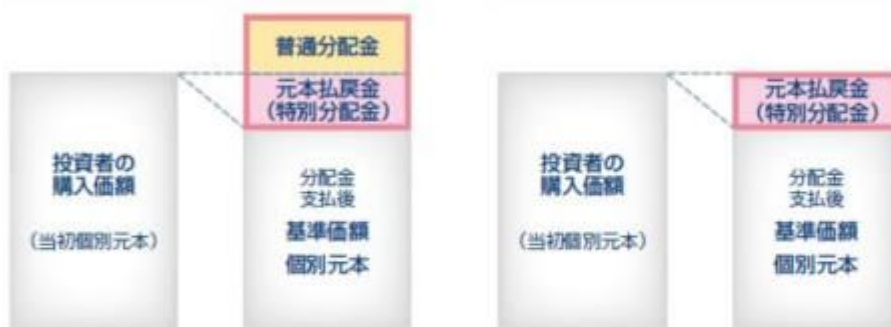 普通分配金
元本払戻金
（特別分配金）
投資者の
購入価額
（当初個別元本）
分配金
支払後
基準価額
個別元本
元本払戻金
（特別分配金）
投資者の
購入価額
（当初個別元本）
分配金
支払後
基準価額
個別元本